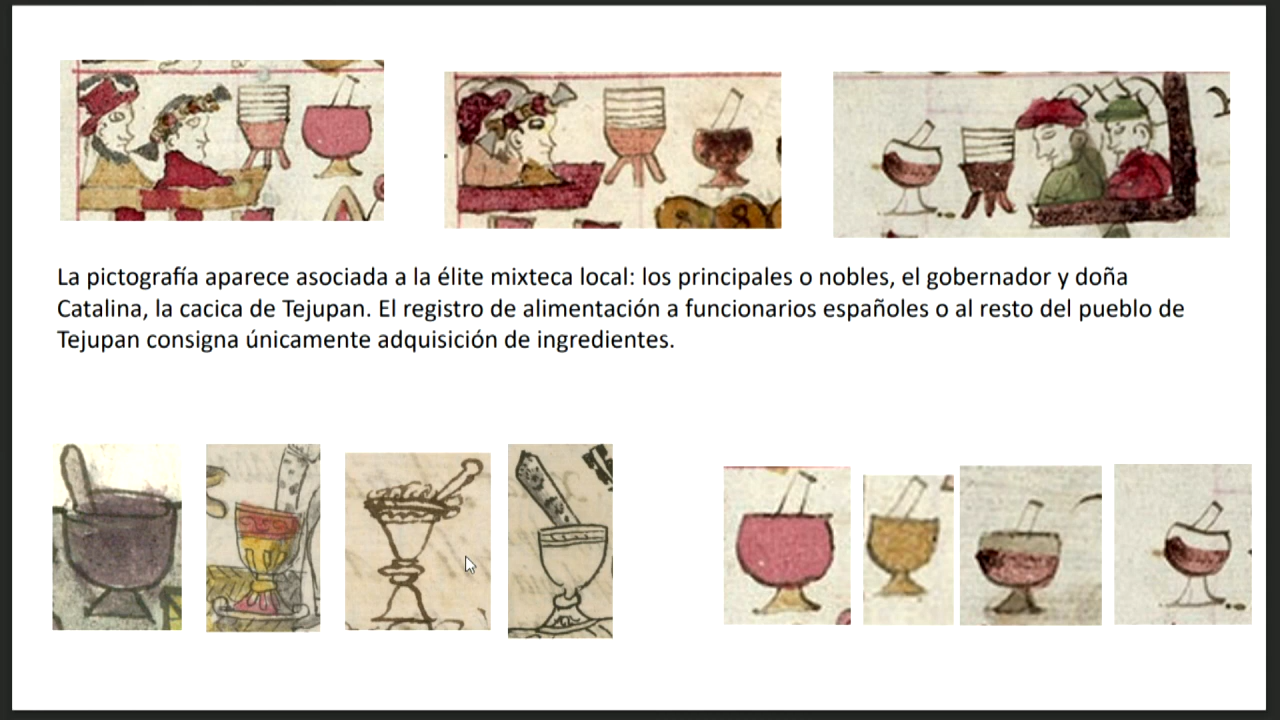 La pictografía aparece asociada a la élite mixteca local: los principales o nobles, el gobernador y doña
Catalina, la cacica de Tejupan. El registro de alimentación a funcionarios españoles o al resto del pueblo de
Tejupan consigna únicamente adquisición de ingredientes.